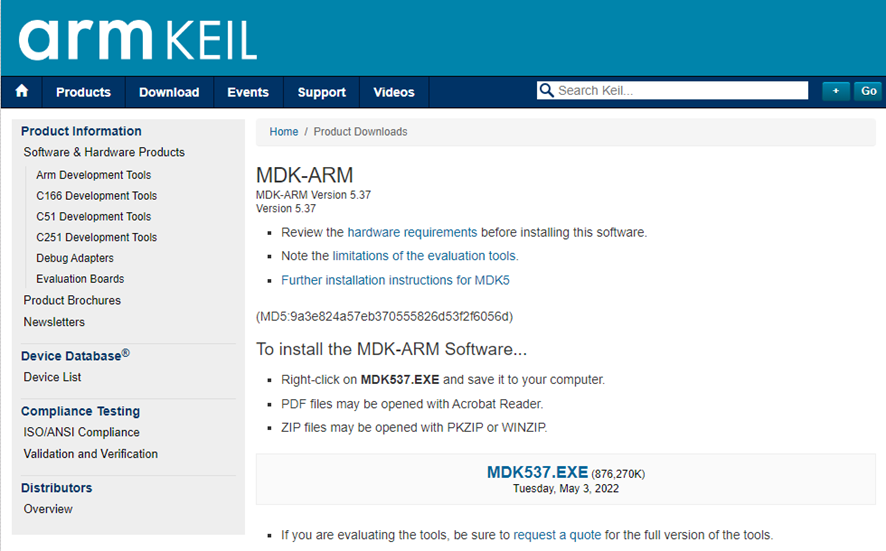 arm KEIL
Products Download Events Support Videos Search Keil... + Go
Product Information
Software & Hardware Products
Arm Development Tools
C166 Development Tools
C51 Development Tools
C251 Development Tools
Debug Adapters
Evaluation Boards
Product Brochures
Newsletters
Device Database®
Device List
Compliance Testing
ISO/ANSI Compliance
Validation and Verification
Distributors
Overview
Home / Product Downloads
MDK-ARM
MDK-ARM Version 5.37
Version 5.37
Review the hardware requirements before installing this software.
Note the limitations of the evaluation tools.
Further installation instructions for MDK5
(MD5:9a3e824a57eb370555826d53f2f6056d)
To install the MDK-ARM Software...
Right-click on MDK537.EXE and save it to your computer.
PDF files may be opened with Acrobat Reader.
ZIP files may be opened with PKZIP or WINZIP.
MDK537.EXE (876,270K)
Tuesday, May 3, 2022
If you are evaluating the tools, be sure to request a quote for the full version of the tools.